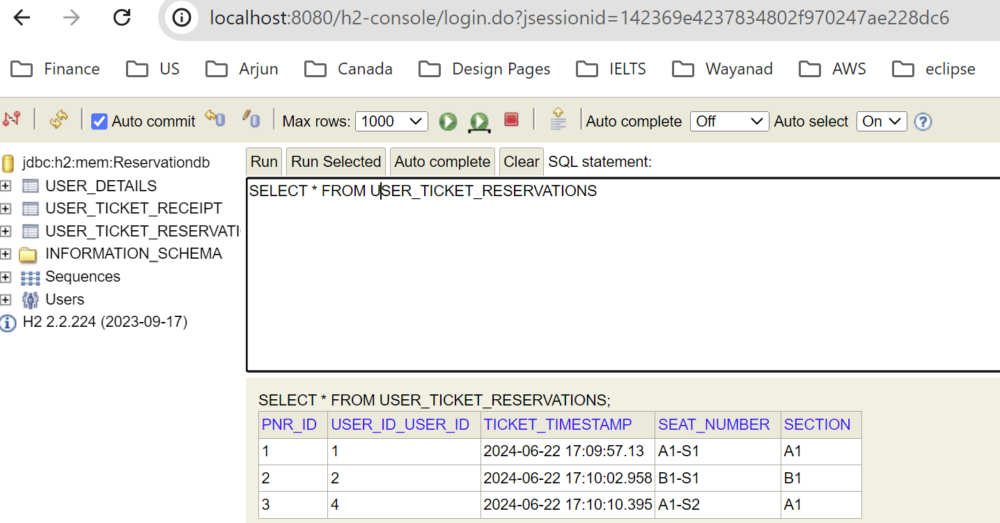 localhost:8080/h2-console/login.do?jsessionid=142369e4237834802f970247ae228dc6
Finance US Arjun Canada Design Pages IELTS Wayanad AWS eclipse
Auto commit Max rows: 1000 Auto complete Off Auto select On
Run Run Selected Auto complete Clear SQL statement:
jdbc:h2:mem:Reservationdb
USER_DETAILS
USER_TICKET_RECEIPT
USER_TICKET_RESERVATI
INFORMATION_SCHEMA
Sequences
Users
H2 2.2.224 (2023-09-17)
SELECT * FROM USER_TICKET_RESERVATIONS
SELECT * FROM USER_TICKET_RESERVATIONS;
PNR_ID USER_ID_USER_ID TICKET_TIMESTAMP SEAT_NUMBER SECTION
1 1 2024-06-22 17:09:57.13 A1-S1 A1
2 2 2024-06-22 17:10:02.958 B1-S1 B1
3 4 2024-06-22 17:10:10.395 A1-S2 A1